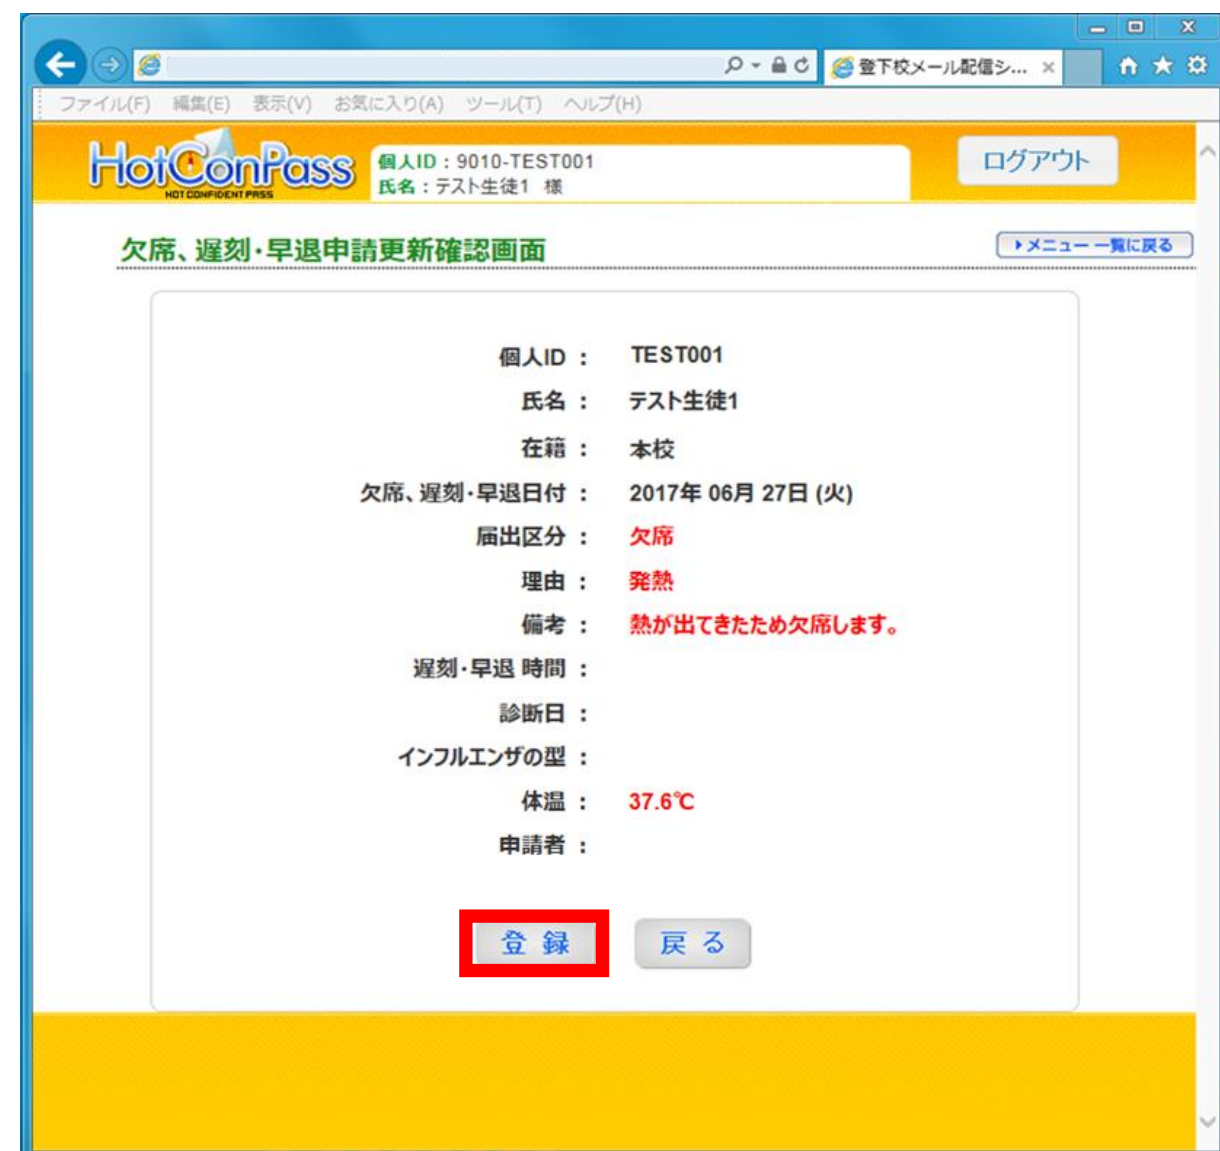 登下校メール配信シ...
ファイル(F) 編集(E) 表示(V) お気に入り(A) ツール(T) ヘルプ(H)
HotConPass
HOT CONFIDENT PASS
個人ID：9010-TEST001
氏名：テスト生徒1 様
ログアウト
欠席、遅刻・早退申請更新確認画面
メニュー 一覧に戻る
個人ID ： TEST001
氏名 ： テスト生徒1
在籍 ： 本校
欠席、遅刻・早退日付 ： 2017年 06月 27日 (火)
届出区分 ： 欠席
理由 ： 発熱
備考 ： 熱が出てきたため欠席します。
遅刻・早退 時間 ：
診断日 ：
インフルエンザの型 ：
体温 ： 37.6℃
申請者 ：
登 録 戻 る